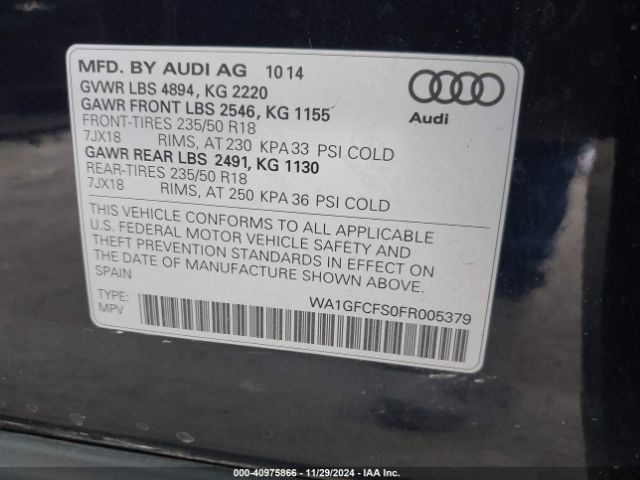 MFD. BY AUDI AG 10 14
GVWR LBS 4894, KG 2220
GAWR FRONT LBS 2546, KG 1155
FRONT-TIRES 235/50 R18
7JX18 RIMS, AT 230 KPA 33 PSI COLD
GAWR REAR LBS 2491, KG 1130
REAR-TIRES 235/50 R18
7JX18 RIMS, AT 250 KPA 36 PSI COLD
Audi
THIS VEHICLE CONFORMS TO ALL APPLICABLE
U.S. FEDERAL MOTOR VEHICLE SAFETY AND
THEFT PREVENTION STANDARDS IN EFFECT ON
THE DATE OF MANUFACTURE SHOWN ABOVE.
SPAIN
WA1GFCFS0FR005379
TYPE:
MPV
000-40975866 - 11/29/2024 - IAAI.COM